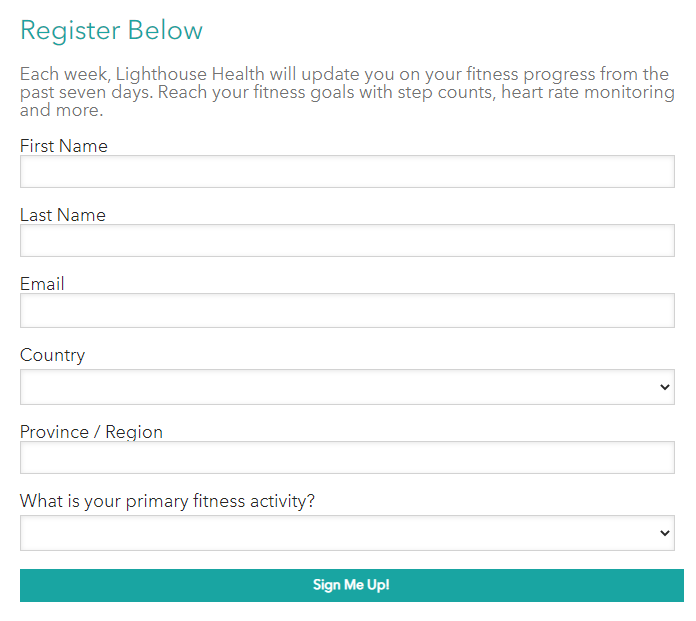 Register Below
Each week, Lighthouse Health will update you on your fitness progress from the
past seven days. Reach your fitness goals with step counts, heart rate monitoring
and more.
First Name
Last Name
Email
Country
Province / Region
What is your primary fitness activity?
Sign Me Up!